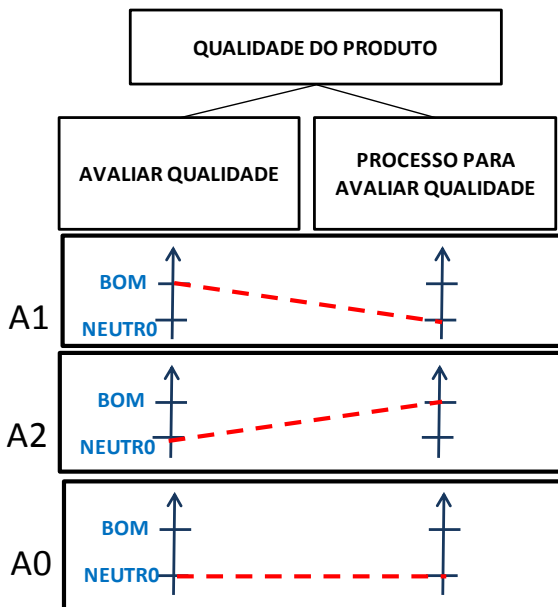 QUALIDADE DO PRODUTO
AVALIAR QUALIDADE
PROCESSO PARA
AVALIAR QUALIDADE
A1
BOM
NEUTR0
A2
BOM
NEUTR0
A0
BOM
NEUTR0